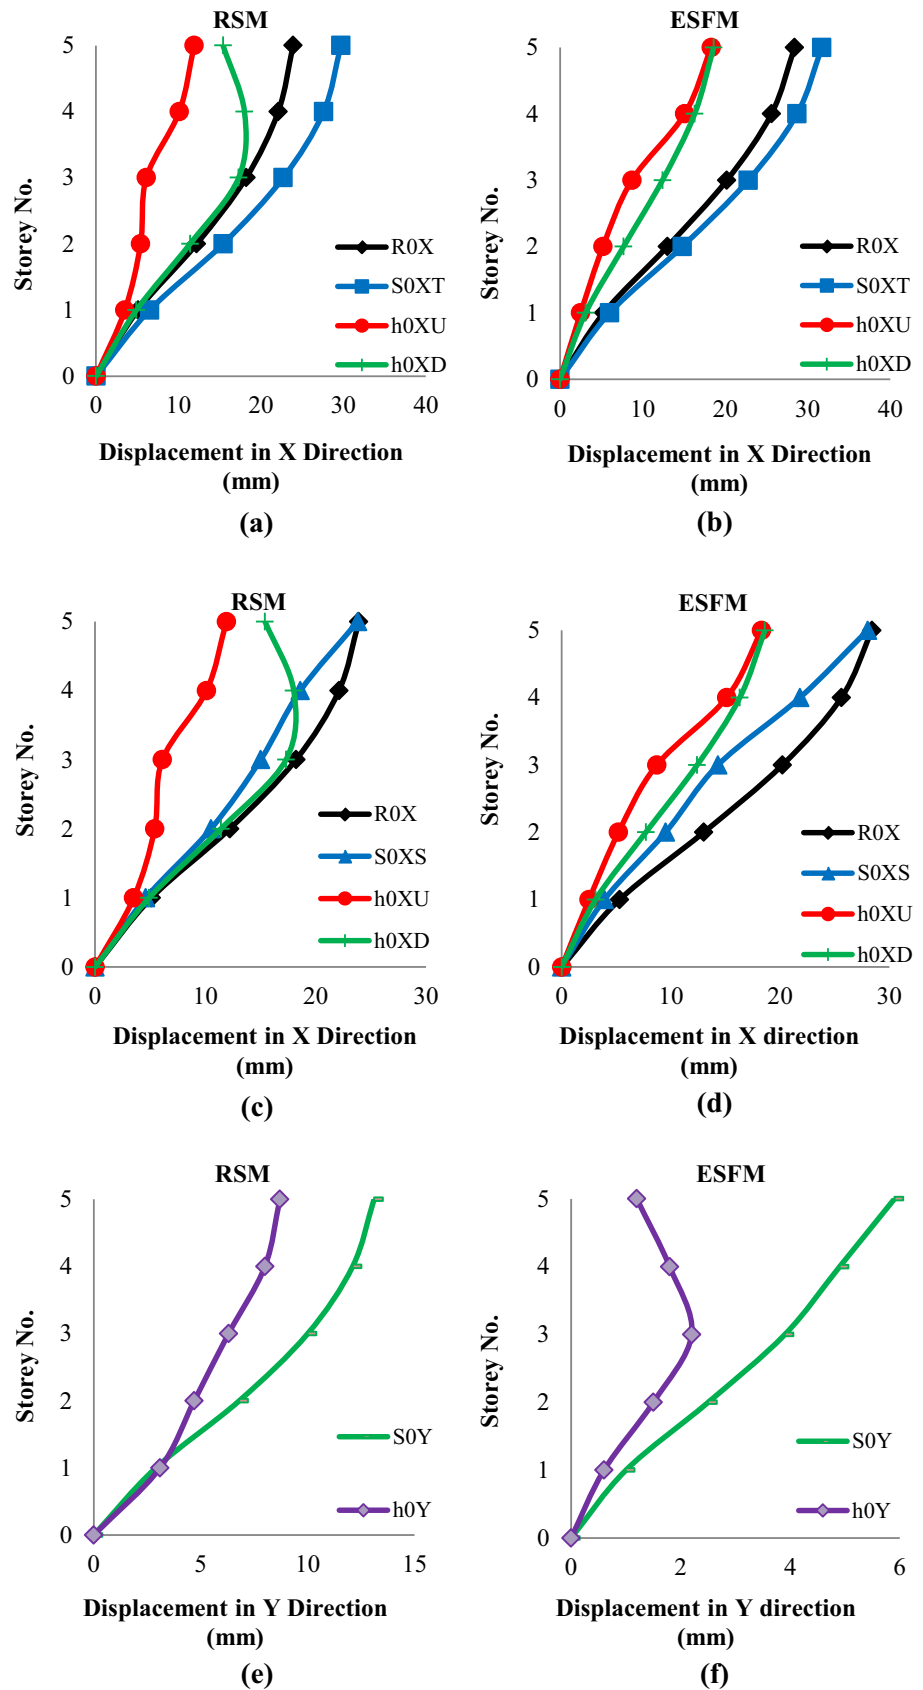 RSM
5
4
3
2
1
0
Storey No.
R0X
S0XT
h0XU
h0XD
0 10 20 30 40
Displacement in X Direction
(mm)
(a)
ESFM
5
4
3
2
1
0
Storey No.
R0X
S0XT
h0XU
h0XD
0 10 20 30 40
Displacement in X Direction
(mm)
(b)
RSM
5
4
3
2
1
0
Storey No.
R0X
S0XS
h0XU
h0XD
0 10 20 30
Displacement in X Direction
(mm)
(c)
ESFM
5
4
3
2
1
0
Storey No.
R0X
S0XS
h0XU
h0XD
0 10 20 30
Displacement in X direction
(mm)
(d)
RSM
5
4
3
2
1
0
Storey No.
S0Y
h0Y
0 5 10 15
Displacement in Y Direction
(mm)
(e)
ESFM
5
4
3
2
1
0
Storey No.
S0Y
h0Y
0 2 4 6
Displacement in Y direction
(mm)
(f)